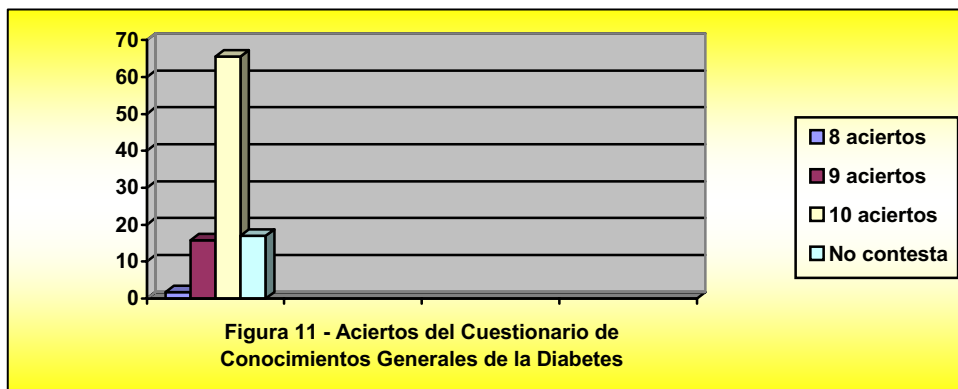 70
60
50
40
30
20
10
0
8 aciertos
9 aciertos
10 aciertos
No contesta
Figura 11 - Aciertos del Cuestionario de
Conocimientos Generales de la Diabetes